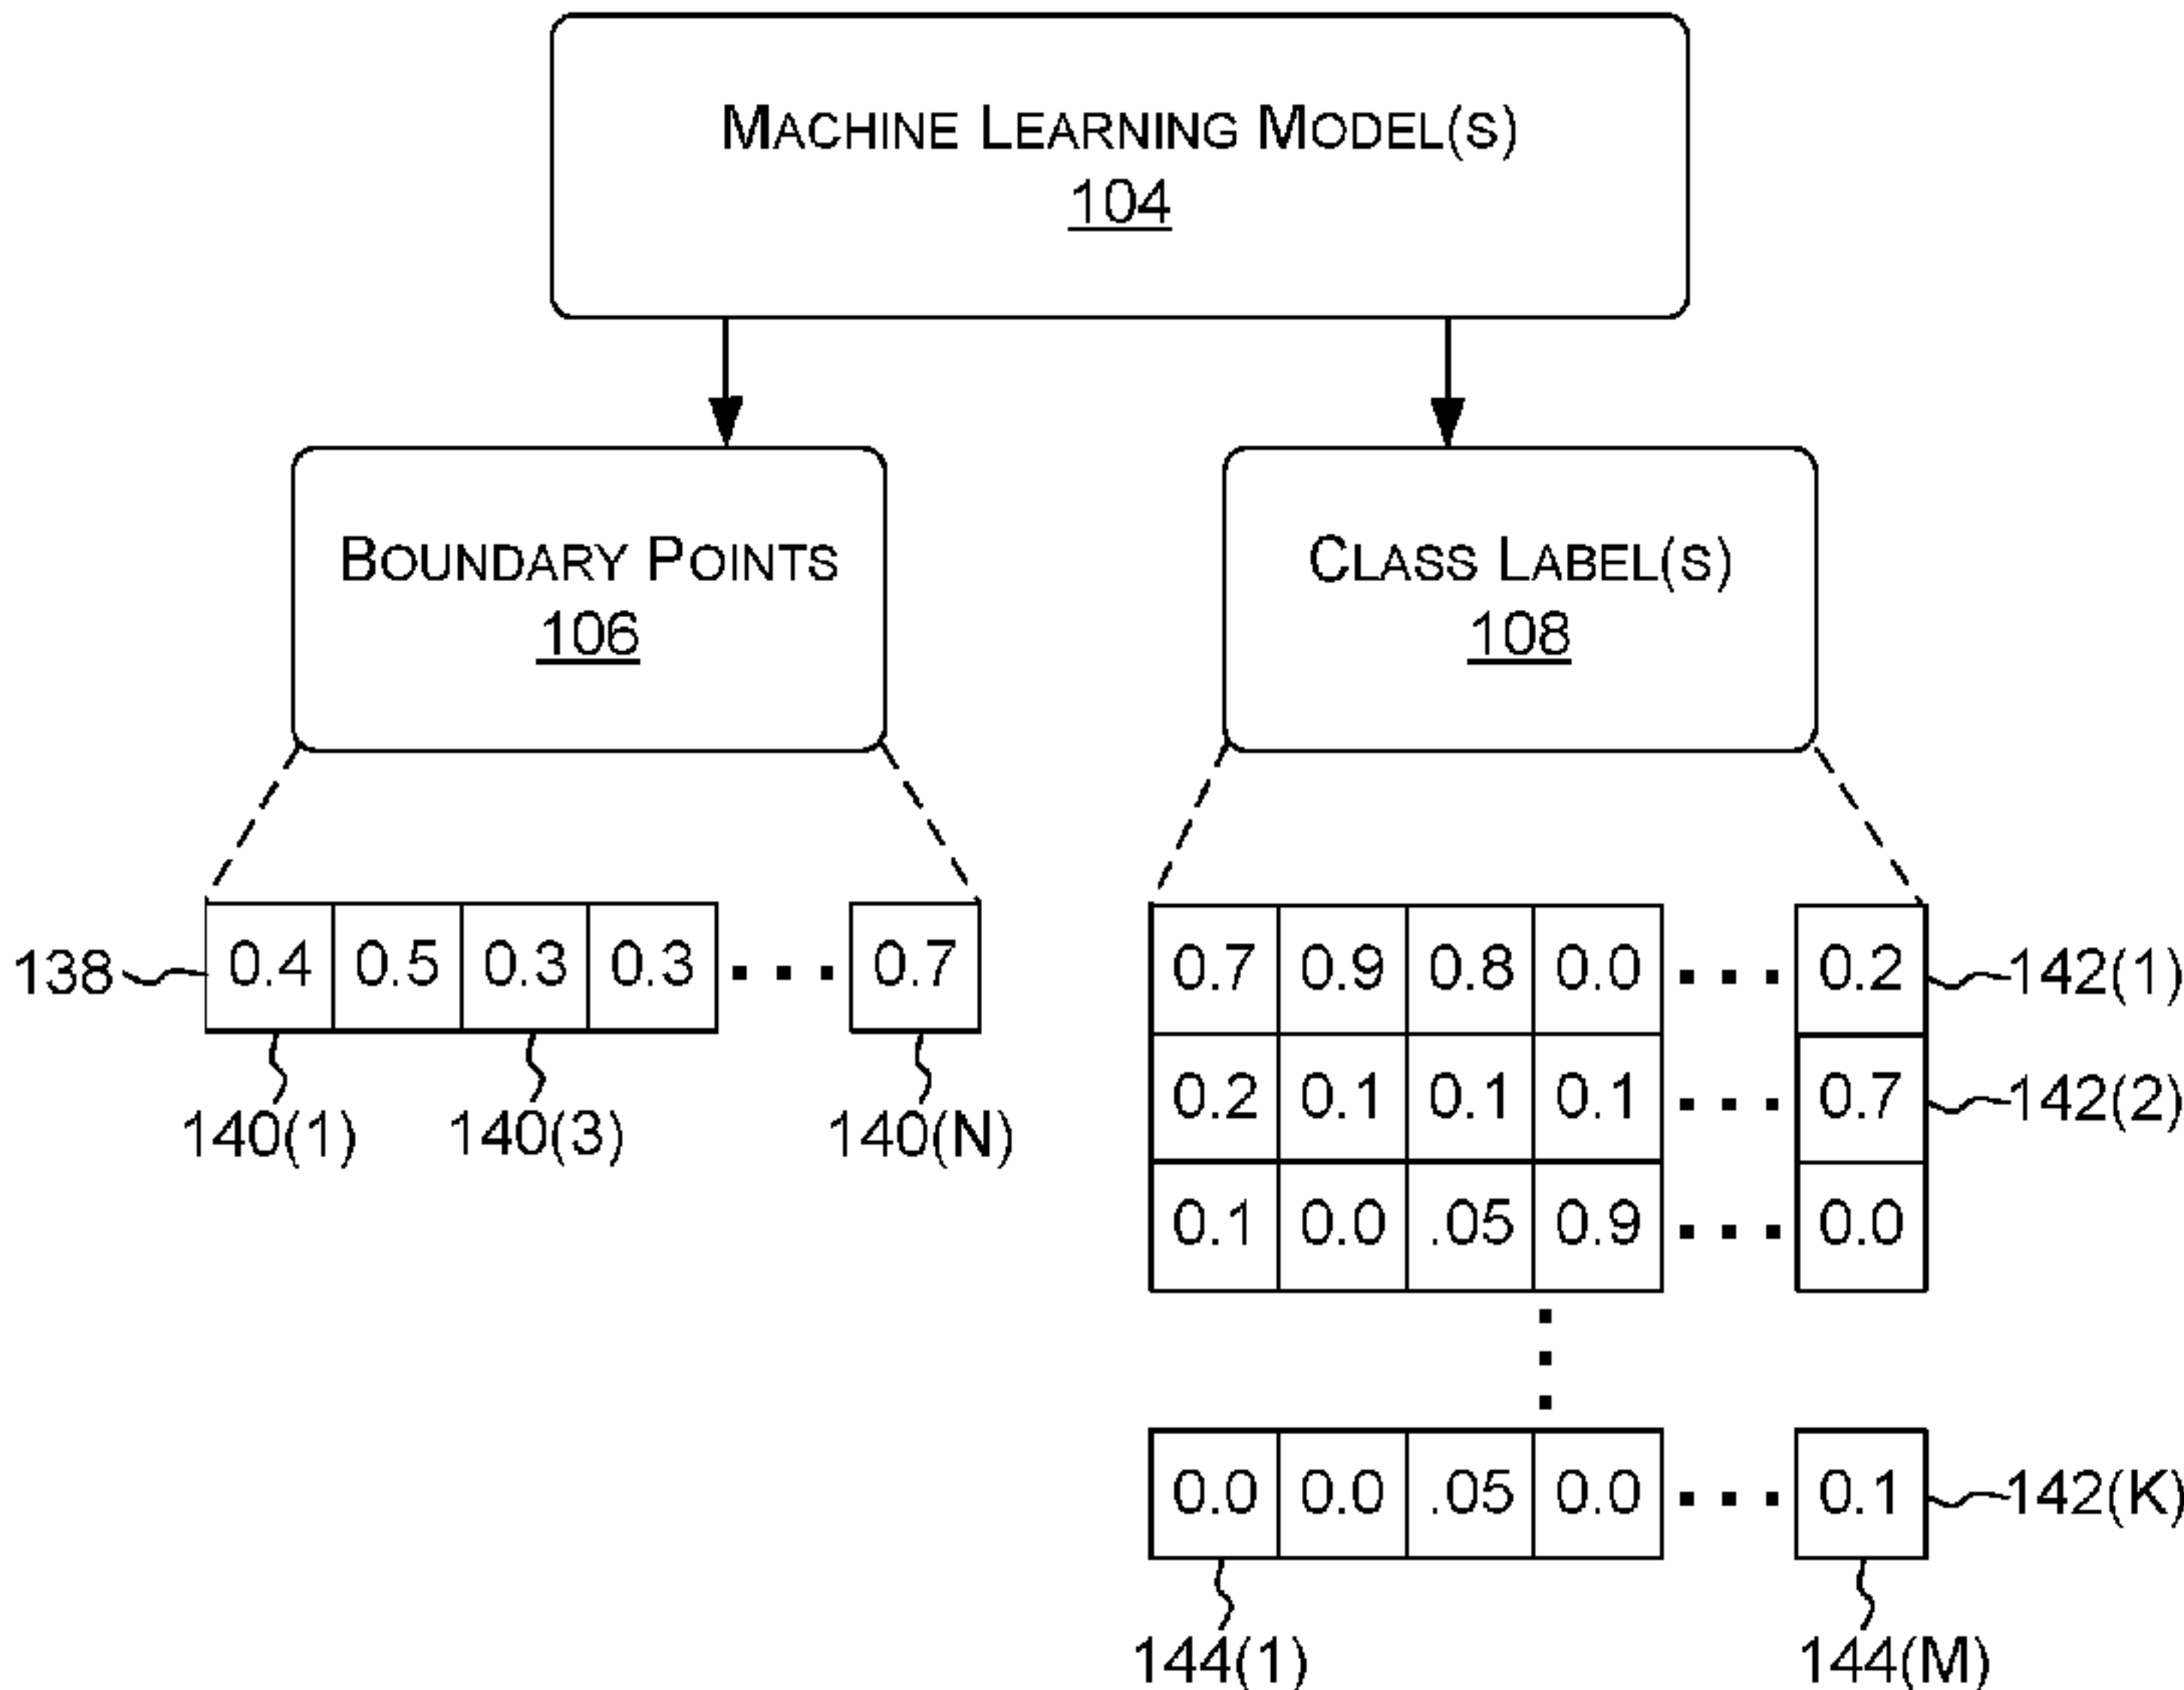 MACHINE LEARNING MODEL(S)
104
BOUNDARY POINTS
106
CLASS LABEL(S)
108
138
0.4 0.5 0.3 0.3 ... 0.7
140(1) 140(3) 140(N)
0.7 0.9 0.8 0.0 ... 0.2 142(1)
0.2 0.1 0.1 0.1 ... 0.7 142(2)
0.1 0.0 .05 0.9 ... 0.0
0.0 0.0 .05 0.0 ... 0.1 142(K)
144(1) 144(M)